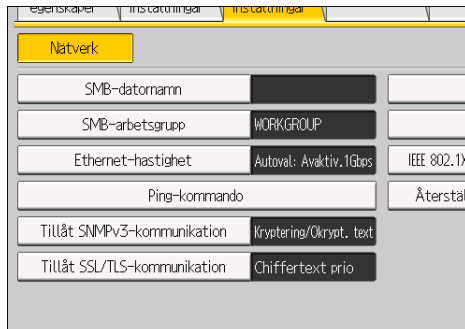 egenskaper inställningar inställningar
Nätverk
SMB-datornamn
SMB-arbetsgrupp WORKGROUP
Ethernet-hastighet Autoval: Avaktiv.1Gbps IEEE 802.1X
Ping-kommando Återstäl
Tillåt SNMPv3-kommunikation Kryptering/Okrypt. text
Tillåt SSL/TLS-kommunikation Chiffertext prio